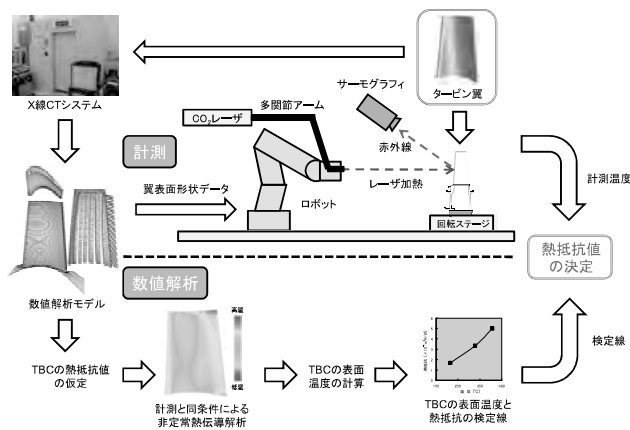 X線CTシステム
タービン翼
サーモグラフィ
多関節アーム
CO₂レーザ
赤外線
計測
レーザ加熱
計測温度
翼表面形状データ
ロボット
回転ステージ
熱抵抗値
の決定
数値解析
数値解析モデル
高温
低温
検定線
TBCの熱抵抗値
の仮定
TBCの表面
温度の計算
計測と同条件による
非定常熱伝導解析
TBCの表面温度と
熱抵抗の検定線